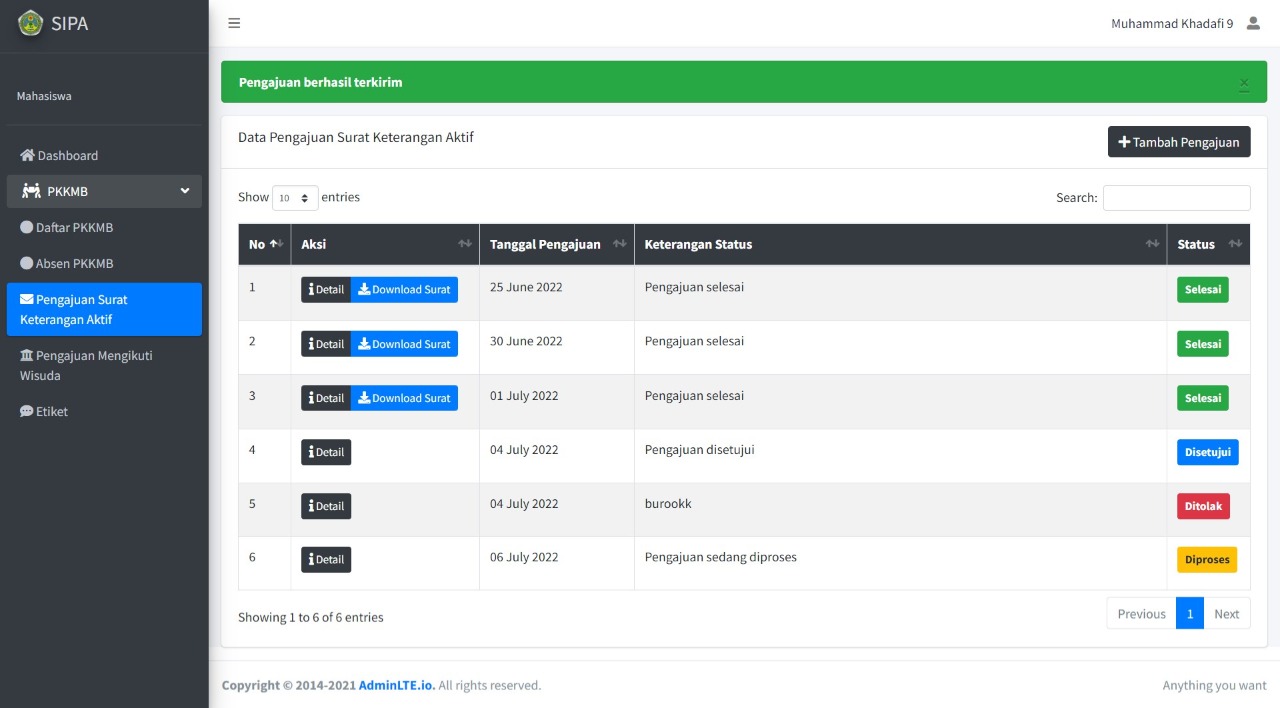 SIPA
Muhammad Khadafi 9
Mahasiswa
Dashboard
PKKMB
Daftar PKKMB
Absen PKKMB
Pengajuan Surat
Keterangan Aktif
Pengajuan Mengikuti
Wisuda
Etiket
Pengajuan berhasil terkirim
×
Data Pengajuan Surat Keterangan Aktif
Tambah Pengajuan
Show 10 entries
Search:
No Aksi Tanggal Pengajuan Keterangan Status Status
1 Detail Download Surat 25 June 2022 Pengajuan selesai Selesai
2 Detail Download Surat 30 June 2022 Pengajuan selesai Selesai
3 Detail Download Surat 01 July 2022 Pengajuan selesai Selesai
4 Detail 04 July 2022 Pengajuan disetujui Disetujui
5 Detail 04 July 2022 burookk Ditolak
6 Detail 06 July 2022 Pengajuan sedang diproses Diproses
Showing 1 to 6 of 6 entries
Previous 1 Next
Copyright © 2014-2021 AdminLTE.io. All rights reserved.
Anything you want